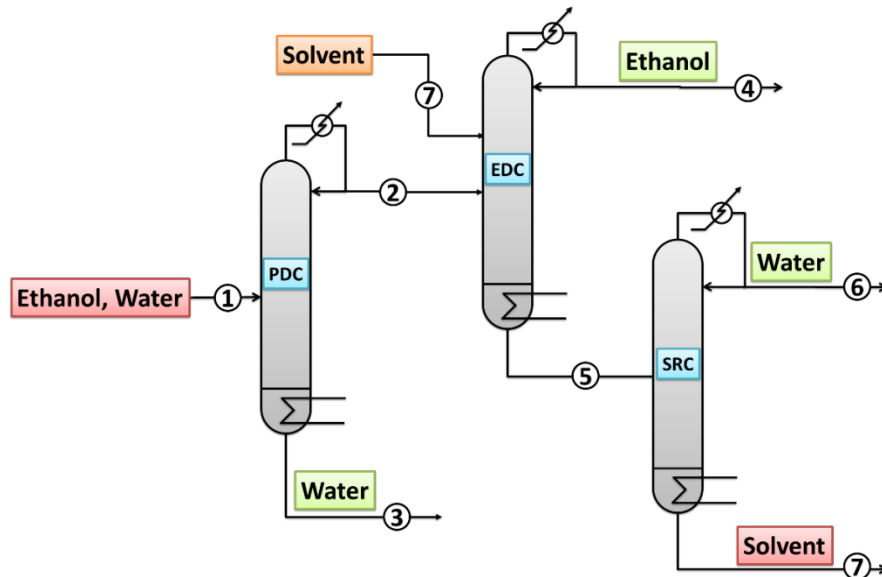 Solvent
7
Ethanol
4
EDC
2
PDC
Ethanol, Water
1
Water
6
SRC
5
Water
3
Solvent
7